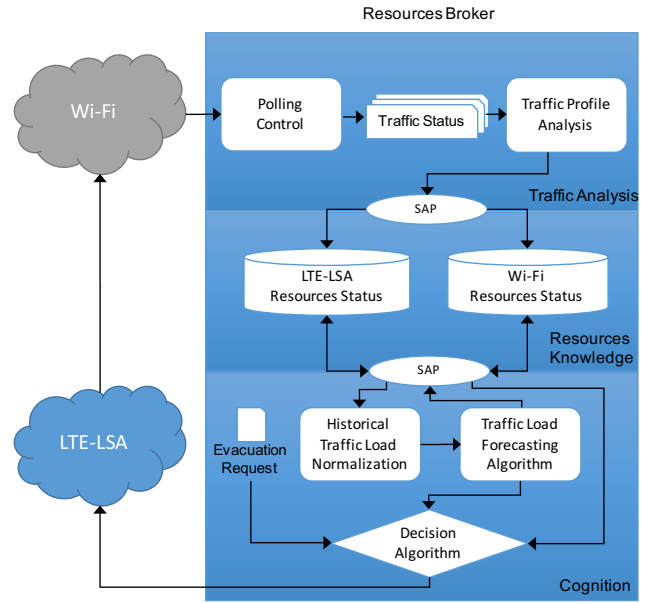 Resources Broker
Wi-Fi
Polling
Control
Traffic Status
Traffic Profile
Analysis
Traffic Analysis
SAP
LTE-LSA
Resources Status
Wi-Fi
Resources Status
Resources
Knowledge
SAP
LTE-LSA
Evacuation
Request
Historical
Traffic Load
Normalization
Traffic Load
Forecasting
Algorithm
Decision
Algorithm
Cognition